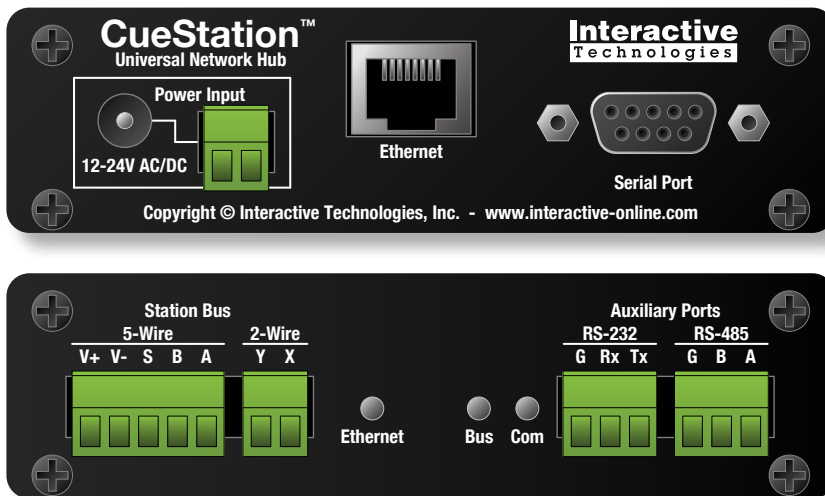 CueStation™
Universal Network Hub
Power Input
12-24V AC/DC
Ethernet
Interactive
Technologies
Serial Port
Copyright © Interactive Technologies, Inc. - www.interactive-online.com
Station Bus
5-Wire
2-Wire
V+ V- S B A
Y X
Ethernet
Bus
Com
Auxiliary Ports
RS-232
RS-485
G Rx Tx
G B A